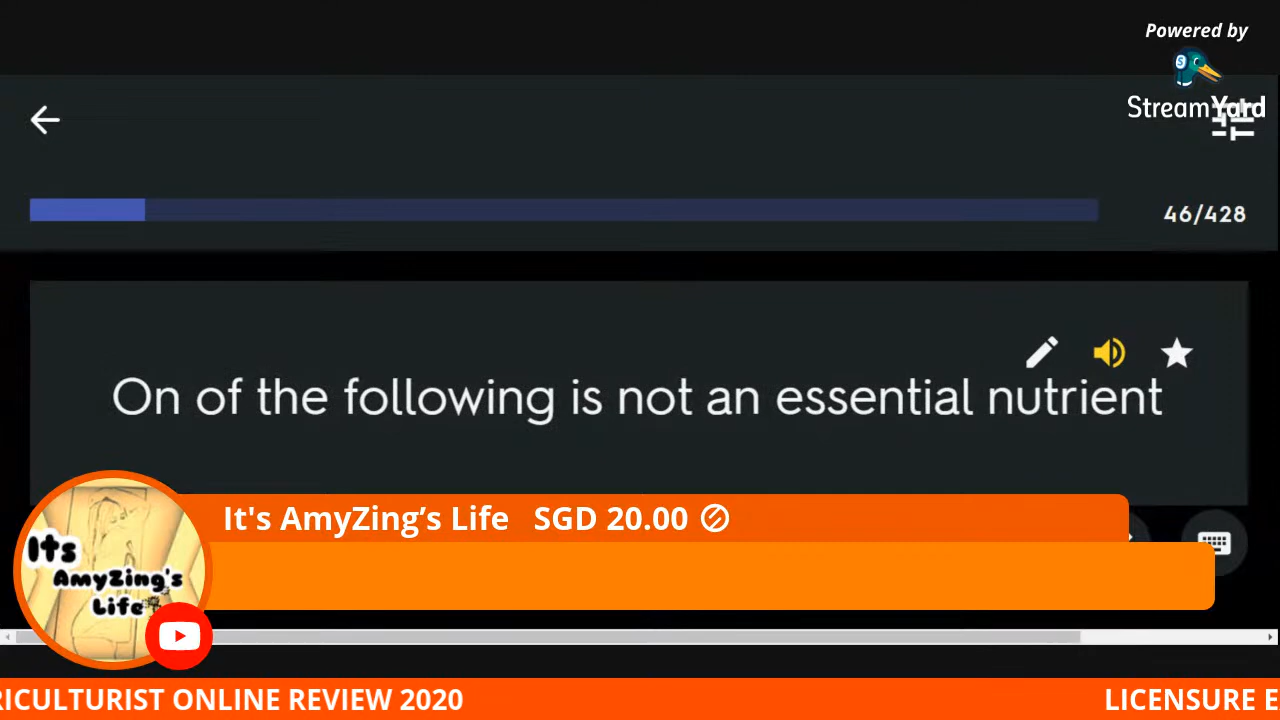 Powered by
StreamYard
46/428
On of the following is not an essential nutrient
It's AmyZing’s Life SGD 20.00
Its
AmyZing's
Life
RICULTURIST ONLINE REVIEW 2020 LICENSURE E